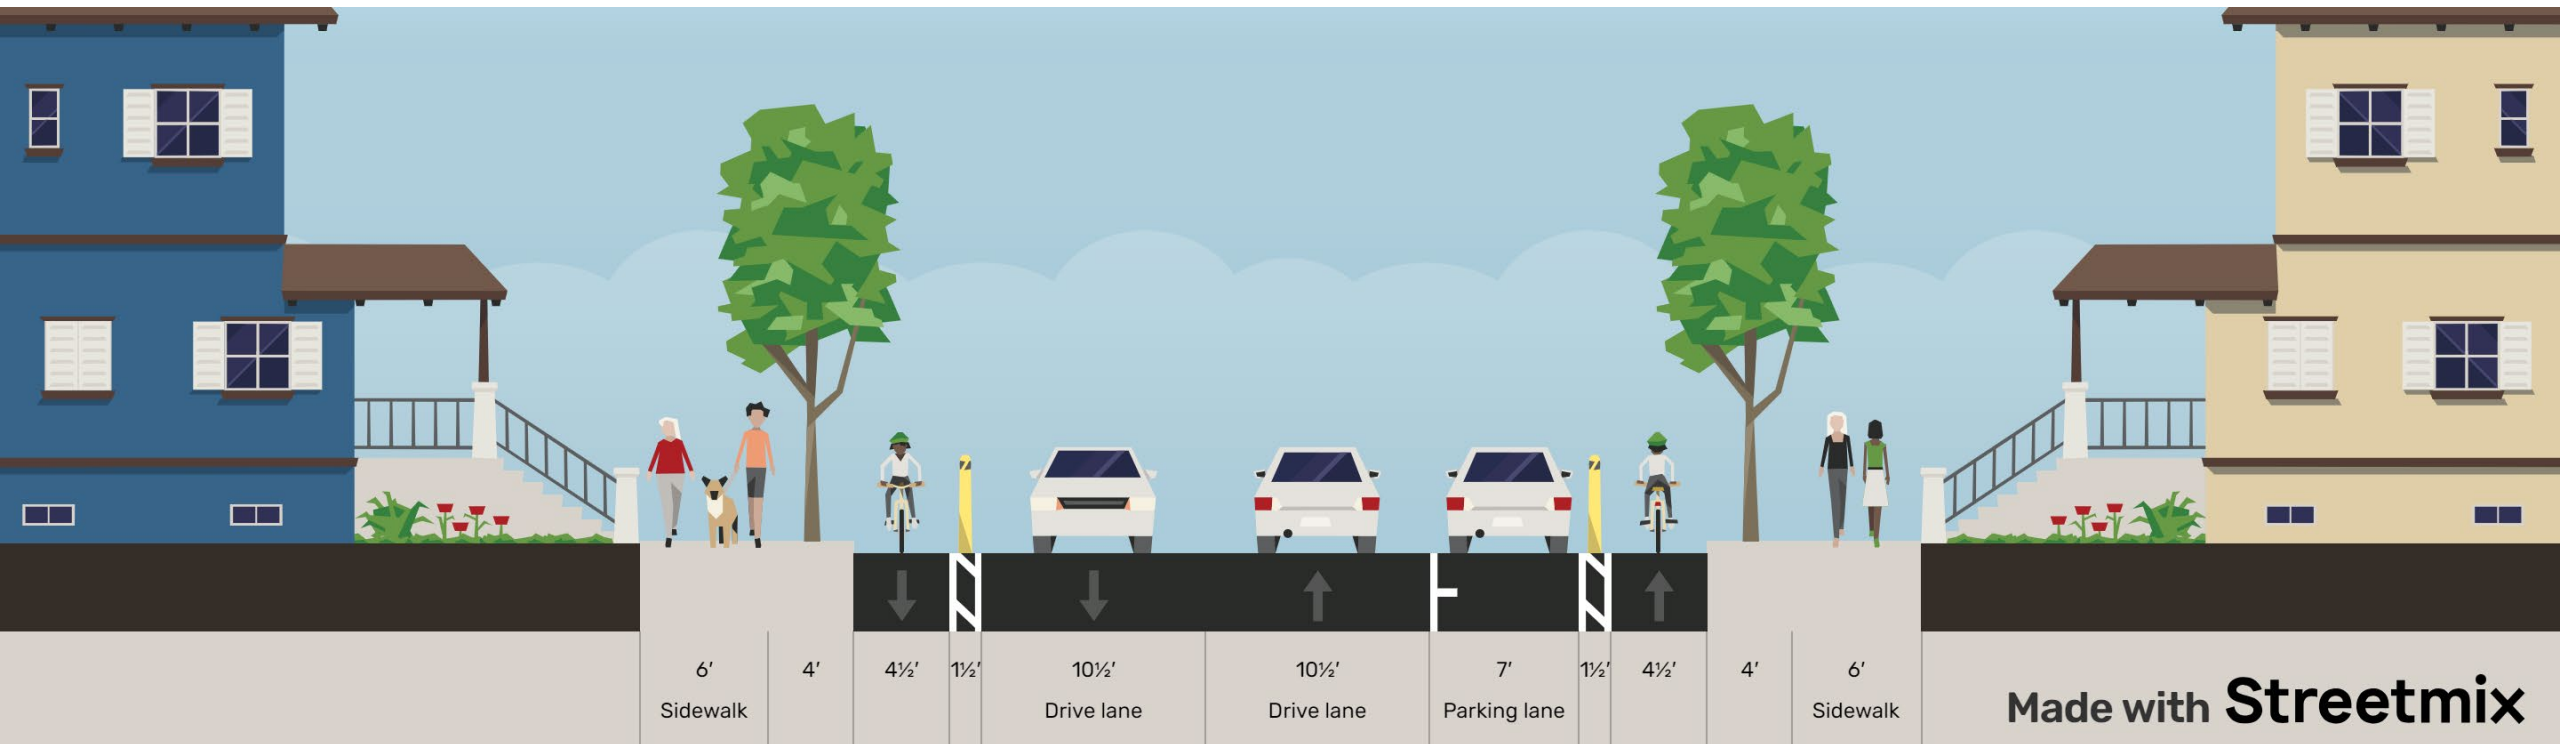 6′ 4′ 4½′ 1½′ 10½′ 10½′ 7′ 1½′ 4½′ 4′ 6′
Sidewalk Drive lane Drive lane Parking lane Sidewalk
Made with Streetmix